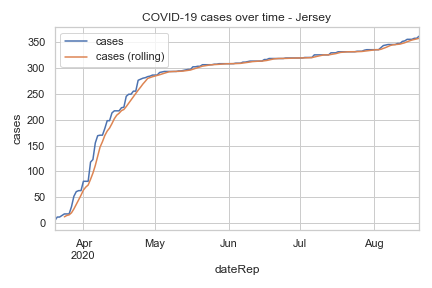 COVID-19 cases over time - Jersey
cases
cases (rolling)
350
300
250
200
150
100
50
0
cases
Apr
2020
May
Jun
Jul
Aug
dateRep